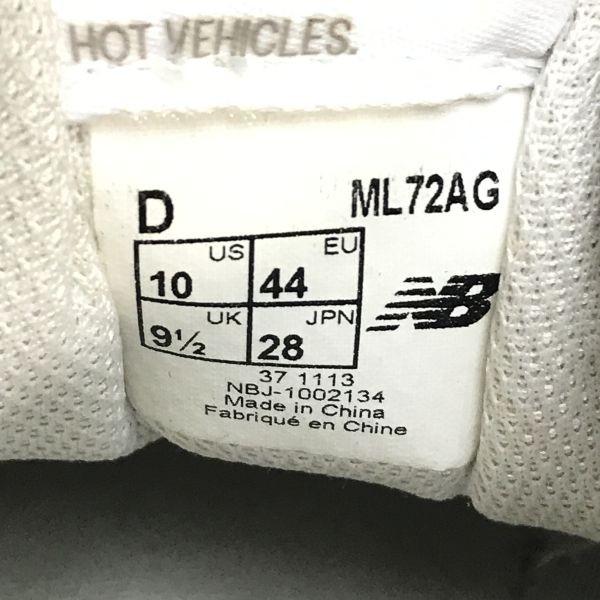 HOT VEHICLES.
D ML72AG
US 10 EU 44
UK 9½ JPN 28
NB
37 1113
NBJ-1002134
Made in China
Fabriqué en Chine